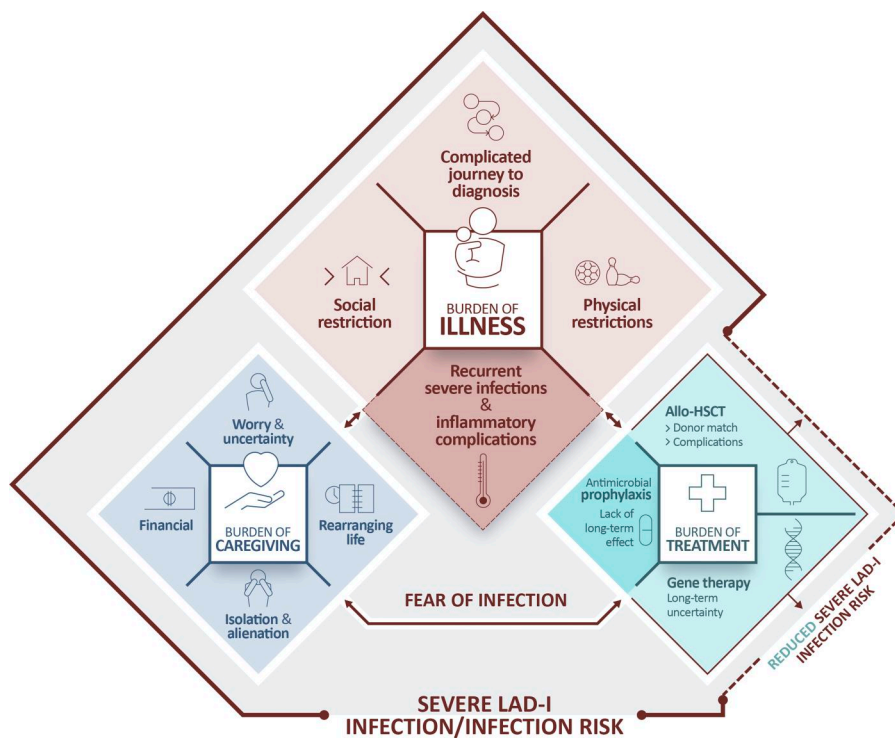 Complicated
journey to
diagnosis
Social
restriction
BURDEN OF
ILLNESS
Physical
restrictions
Recurrent
severe infections
&
inflammatory
complications
Worry &
uncertainty
Financial
BURDEN OF
CAREGIVING
Rearranging
life
Isolation &
alienation
Allo-HSCT
> Donor match
> Complications
Antimicrobial
prophylaxis
Lack of
long-term
effect
BURDEN OF
TREATMENT
Gene therapy
Long-term
uncertainty
FEAR OF INFECTION
REDUCED SEVERE LAD-I
INFECTION RISK
SEVERE LAD-I
INFECTION/INFECTION RISK